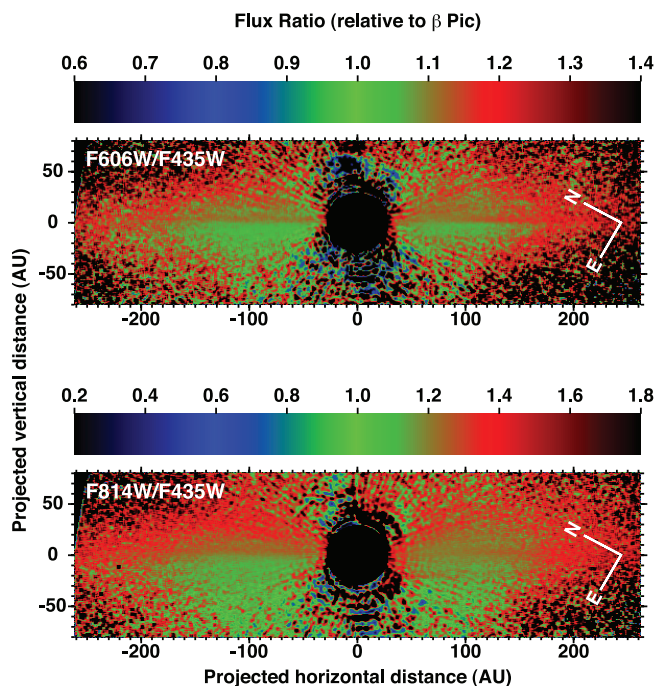 Flux Ratio (relative to β Pic)
0.6 0.7 0.8 0.9 1.0 1.1 1.2 1.3 1.4
F606W/F435W
50
0
-50
N
E
-200 -100 0 100 200
0.2 0.4 0.6 0.8 1.0 1.2 1.4 1.6 1.8
F814W/F435W
50
0
-50
N
E
-200 -100 0 100 200
Projected vertical distance (AU)
Projected horizontal distance (AU)